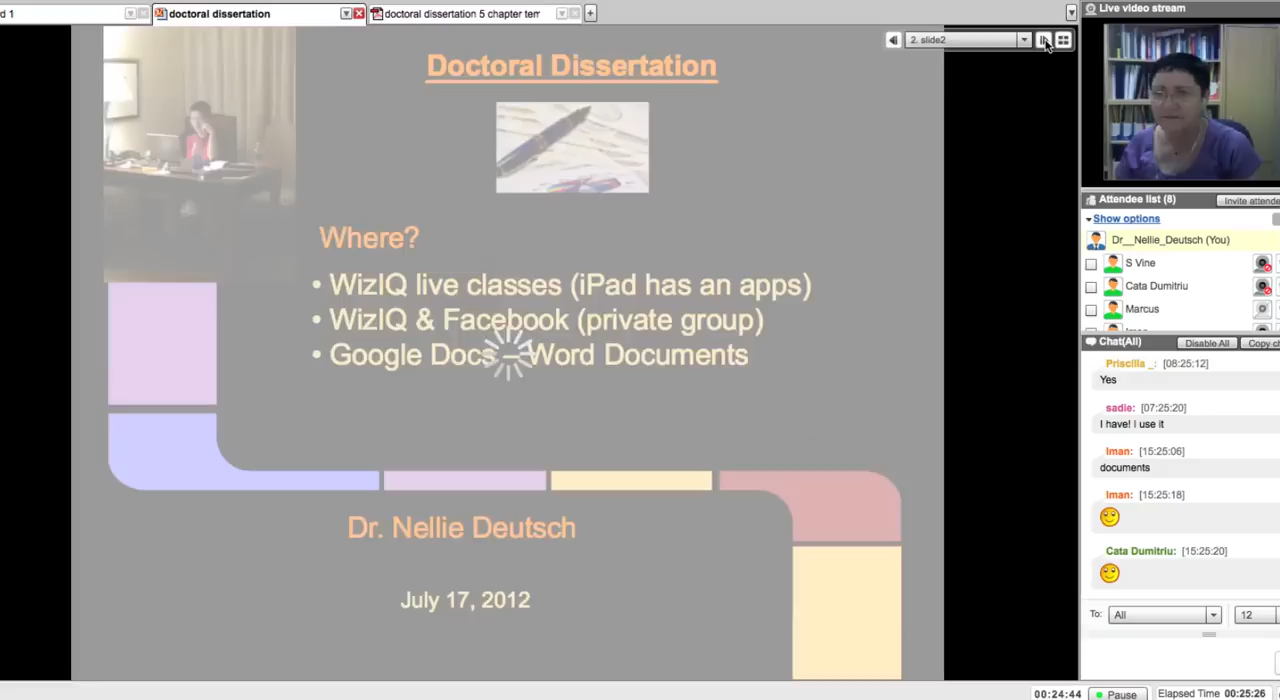 d 1
doctoral dissertation
doctoral dissertation 5 chapter tem
Live video stream
2. slide2
Doctoral Dissertation
Where?
• WizIQ live classes (iPad has an apps)
• WizIQ & Facebook (private group)
• Google Docs – Word Documents
Dr. Nellie Deutsch
July 17, 2012
Attendee list (8)
Invite attende
Show options
Dr__Nellie_Deutsch (You)
S Vine
Cata Dumitriu
Marcus
Chat(All)
Disable All
Copy ch
Priscilla _: [08:25:12]
Yes
sadie: [07:25:20]
I have! I use it
Iman: [15:25:06]
documents
Iman: [15:25:18]
Cata Dumitriu: [15:25:20]
To: All 12
00:24:44 Pause Elapsed Time 00:25:26